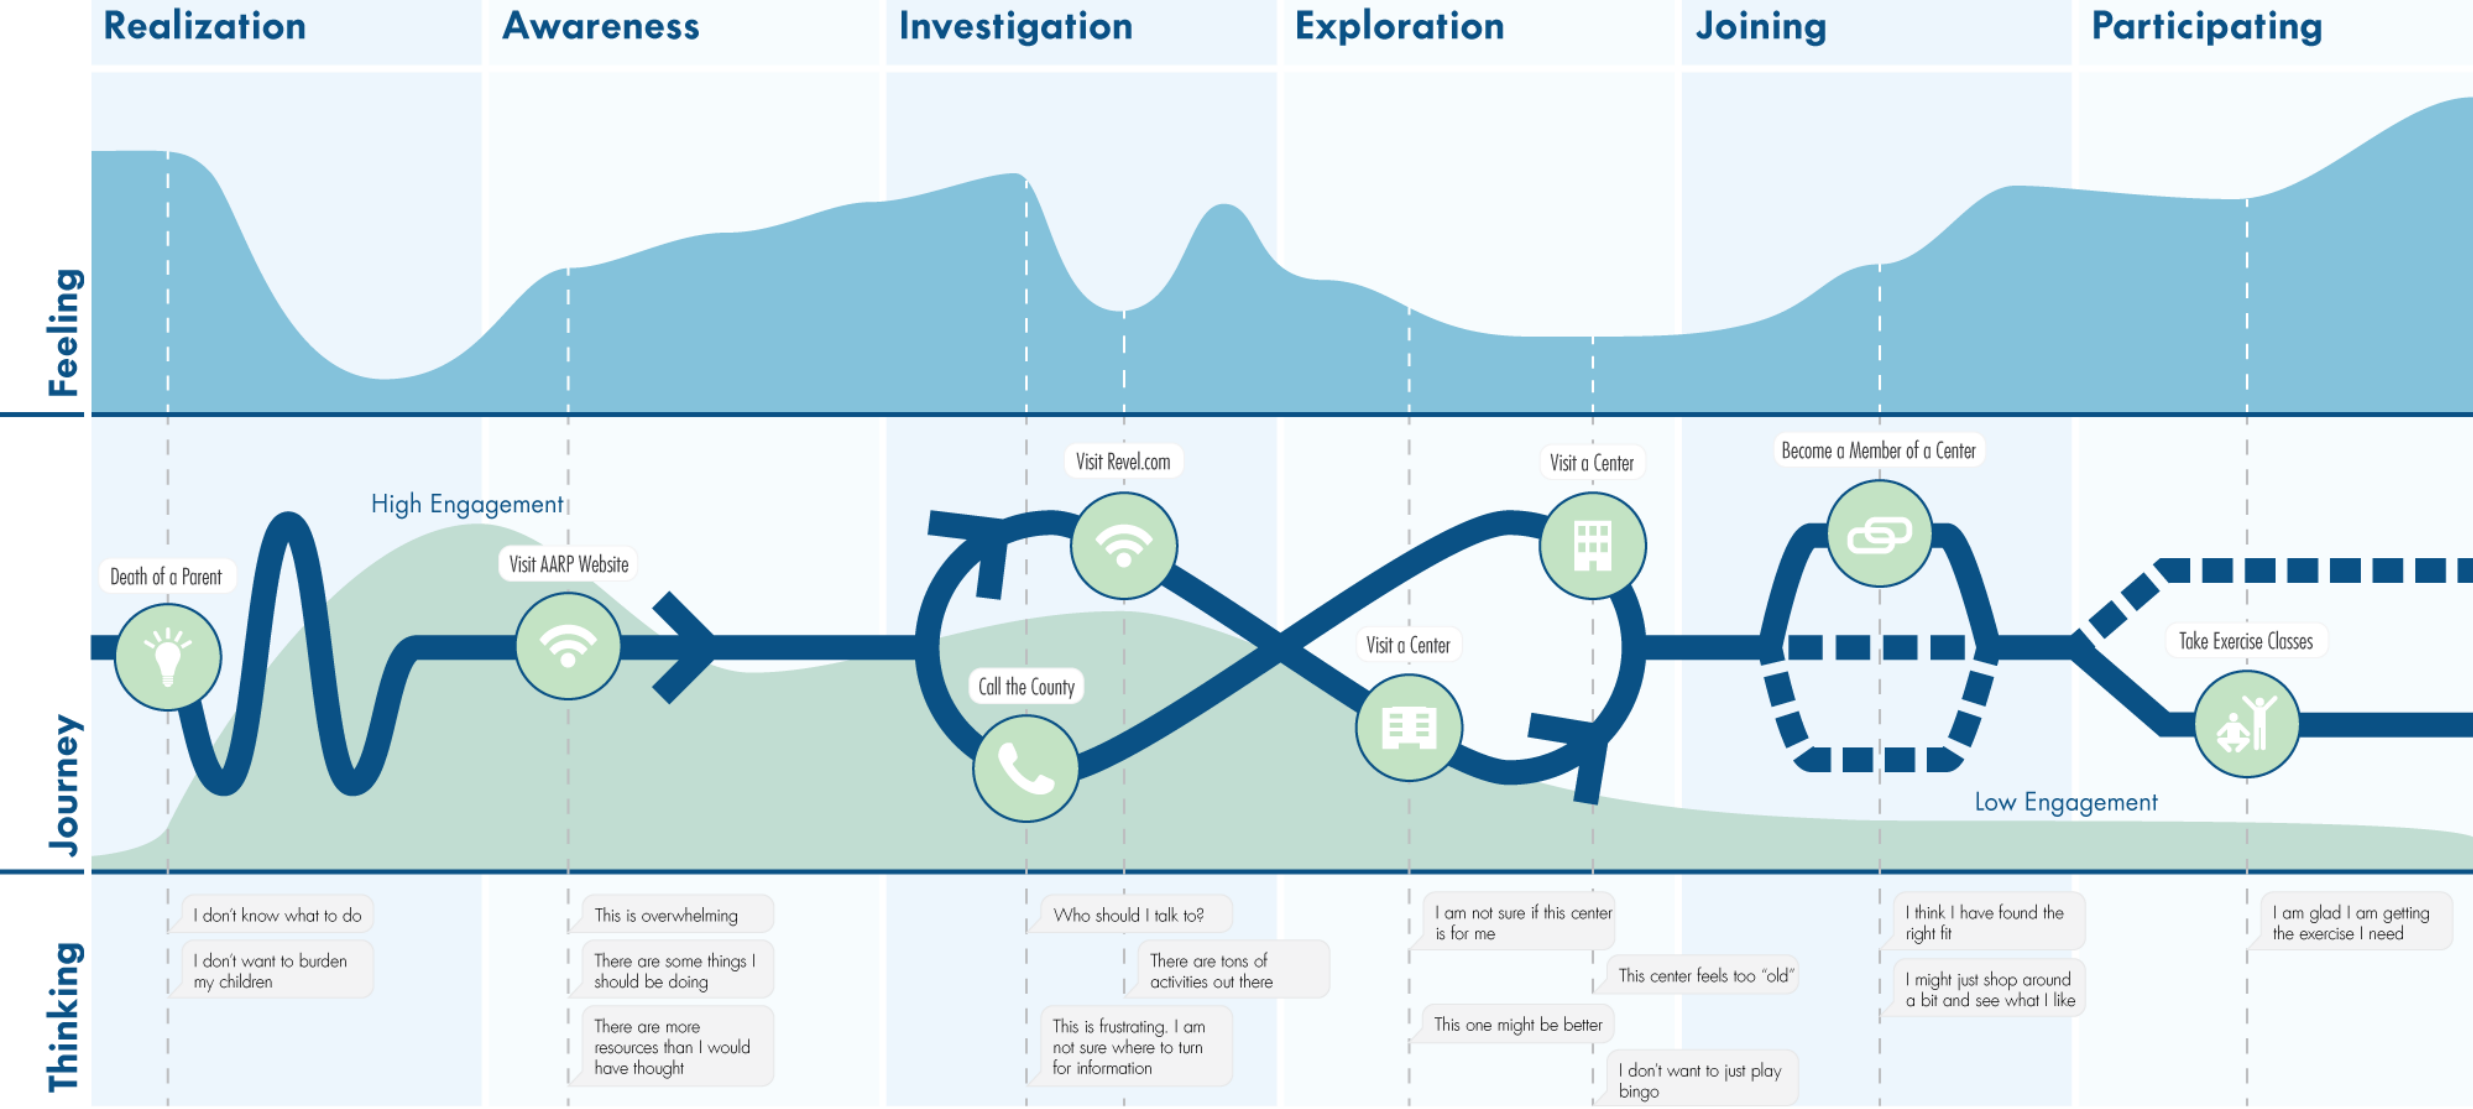 Realization
Awareness
Investigation
Exploration
Joining
Participating
Feeling
Journey
High Engagement
Death of a Parent
Visit AARP Website
Visit Revel.com
Call the County
Visit a Center
Visit a Center
Become a Member of a Center
Take Exercise Classes
Low Engagement
Thinking
I don't know what to do
I don't want to burden
my children
This is overwhelming
There are some things I
should be doing
There are more
resources than I would
have thought
Who should I talk to?
There are tons of
activities out there
This is frustrating. I am
not sure where to turn
for information
I am not sure if this center
is for me
This center feels too "old"
This one might be better
I don't want to just play
bingo
I think I have found the
right fit
I might just shop around
a bit and see what I like
I am glad I am getting
the exercise I need